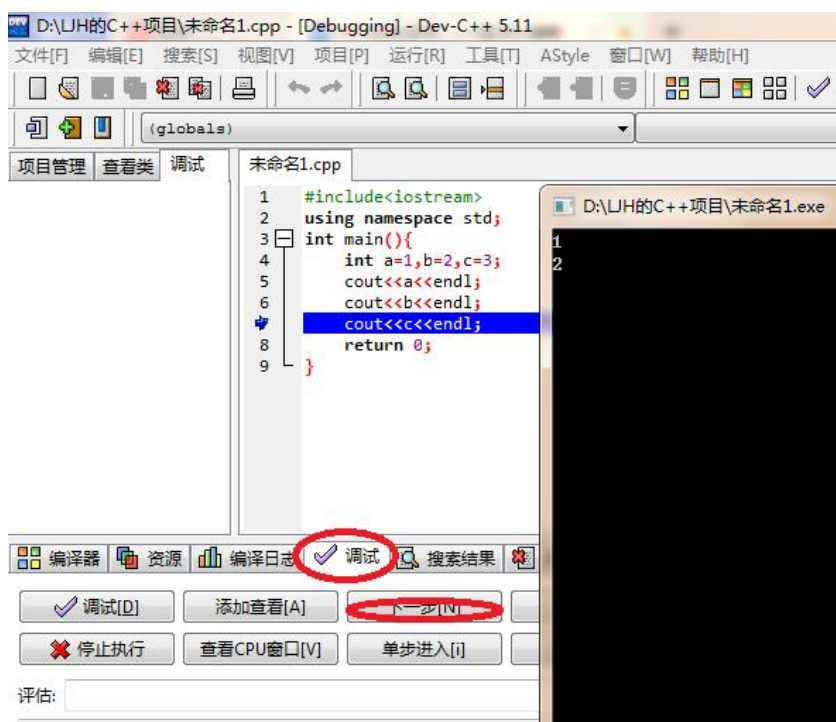 D:\LJH的C++项目\未命名1.cpp - [Debugging] - Dev-C++ 5.11
文件[F] 编辑[E] 搜索[S] 视图[V] 项目[P] 运行[R] 工具[T] AStyle 窗口[W] 帮助[H]
(globals)
项目管理 查看类 调试 未命名1.cpp
1 #include<iostream>
2 using namespace std;
3 int main(){
4 int a=1,b=2,c=3;
5 cout<<a<<endl;
6 cout<<b<<endl;
cout<<c<<endl;
8 return 0;
9 }
D:\LJH的C++项目\未命名1.exe
1
2
编译器 资源 编译日志 调试 搜索结果
调试[D] 添加查看[A] 下一步[N]
停止执行 查看CPU窗口[V] 单步进入[i]
评估: